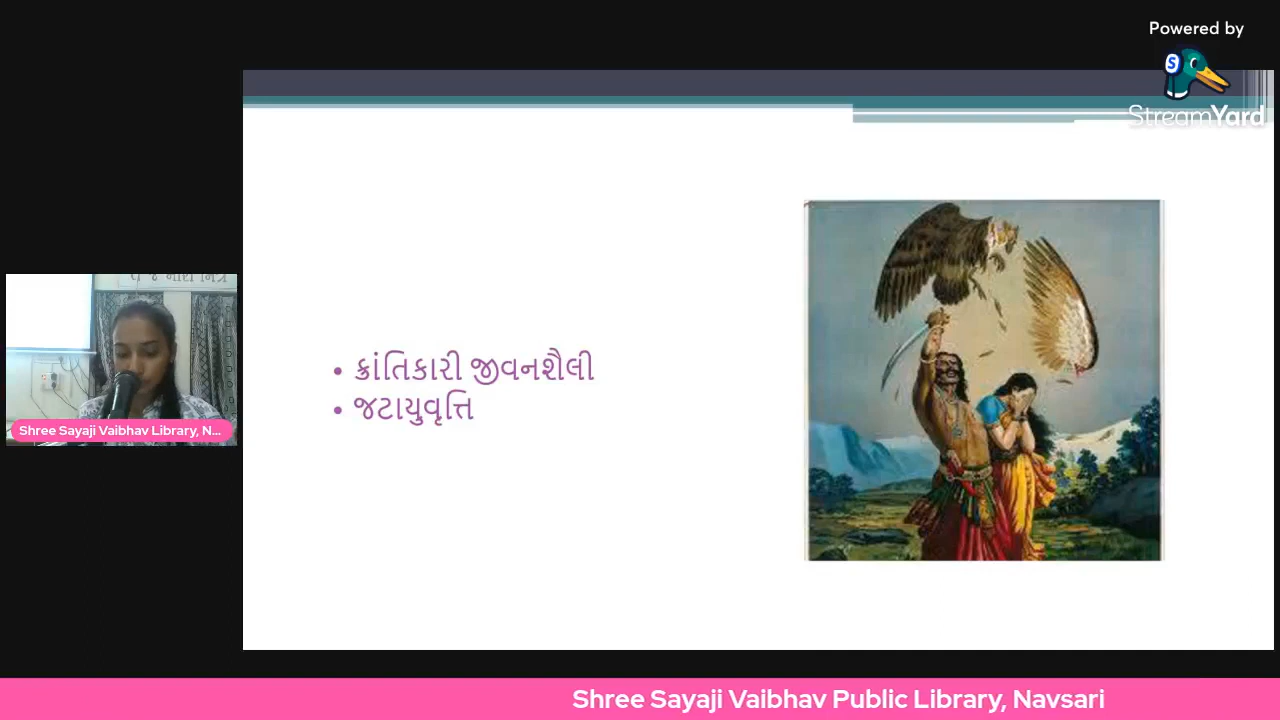 Powered by
StreamYard
• ક્રાંતિકારી જીવનશૈલી
• જટાયુવૃત્તિ
Shree Sayaji Vaibhav Library, N...
Shree Sayaji Vaibhav Public Library, Navsari